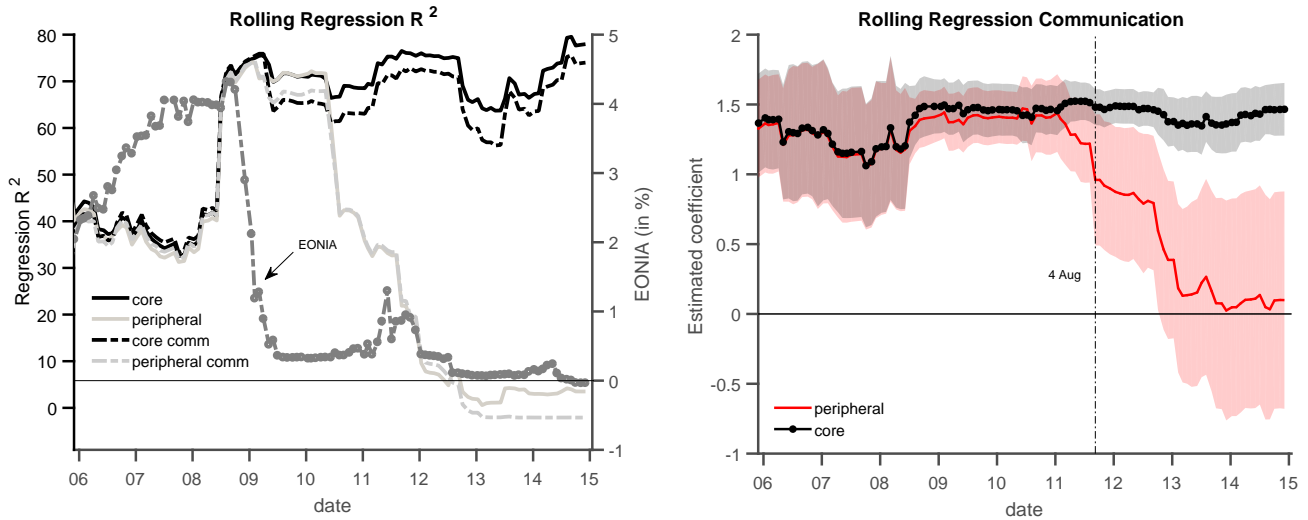 Rolling Regression R 2
80
70
60
50
40
30
20
10
0
Regression R 2
5
4
3
2
1
0
-1
EONIA (in %)
EONIA
core
peripheral
core comm
peripheral comm
06 07 08 09 10 11 12 13 14 15
date
Rolling Regression Communication
2
1.5
1
0.5
0
-0.5
-1
Estimated coefficient
4 Aug
peripheral
core
06 07 08 09 10 11 12 13 14 15
date